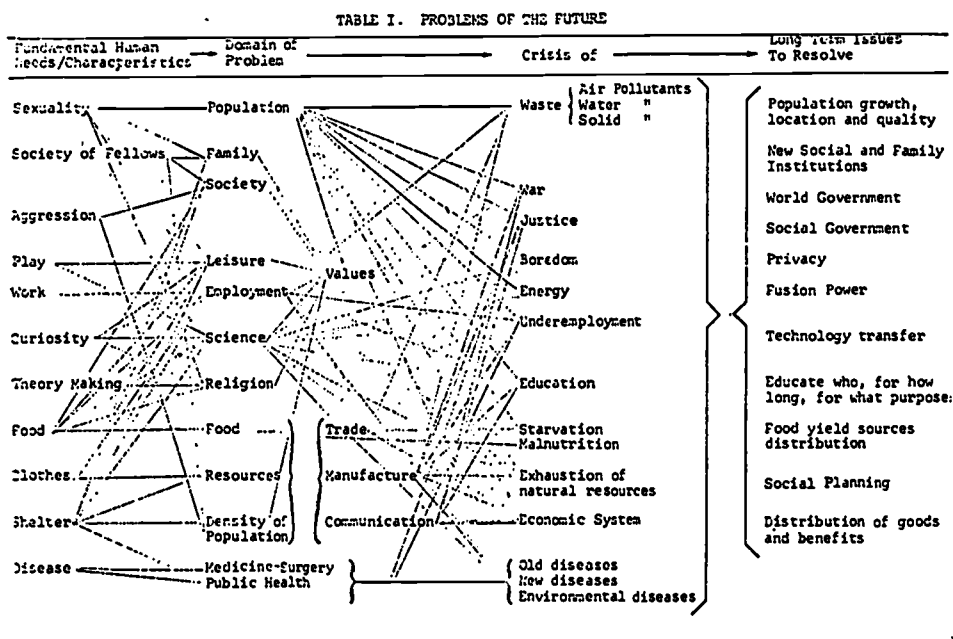 TABLE I. PROBLEMS OF THE FUTURE
Fundamental Human
Needs/Characteristics
Domain of
Problem
Crisis of
Long Term Issues
To Resolve
Sexuality
Society of Fellows
Aggression
Play
Work
Curiosity
Theory Making
Food
Clothes
Shelter
Disease
Population
Family
Society
Leisure
Employment
Science
Religion
Food
Resources
Density of
Population
Medicine-Surgery
Public Health
Values
Trade
Manufacture
Communication
Waste
Air Pollutants
Water "
Solid "
War
Justice
Boredom
Energy
Underemployment
Education
Starvation
Malnutrition
Exhaustion of
natural resources
Economic System
Old diseases
New diseases
Environmental diseases
Population growth,
location and quality
New Social and Family
Institutions
World Government
Social Government
Privacy
Fusion Power
Technology transfer
Educate who, for how
long, for what purpose:
Food yield sources
distribution
Social Planning
Distribution of goods
and benefits